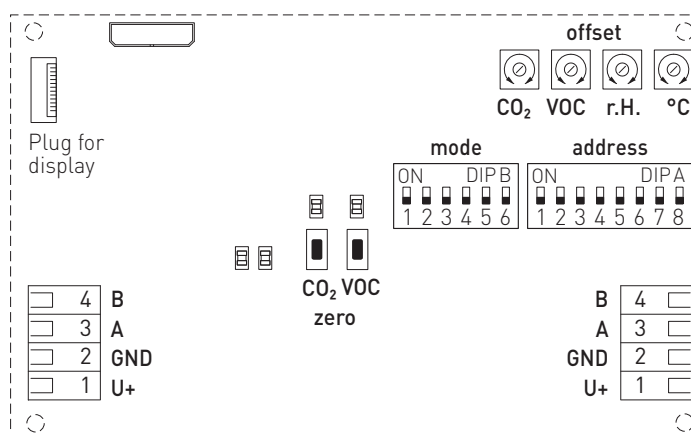 offset
CO₂ VOC r.H. °C
Plug for
display
mode address
ON DIP B ON DIP A
1 2 3 4 5 6 1 2 3 4 5 6 7 8
CO₂ VOC
zero
4 B
3 A
2 GND
1 U+
B 4
A 3
GND 2
U+ 1